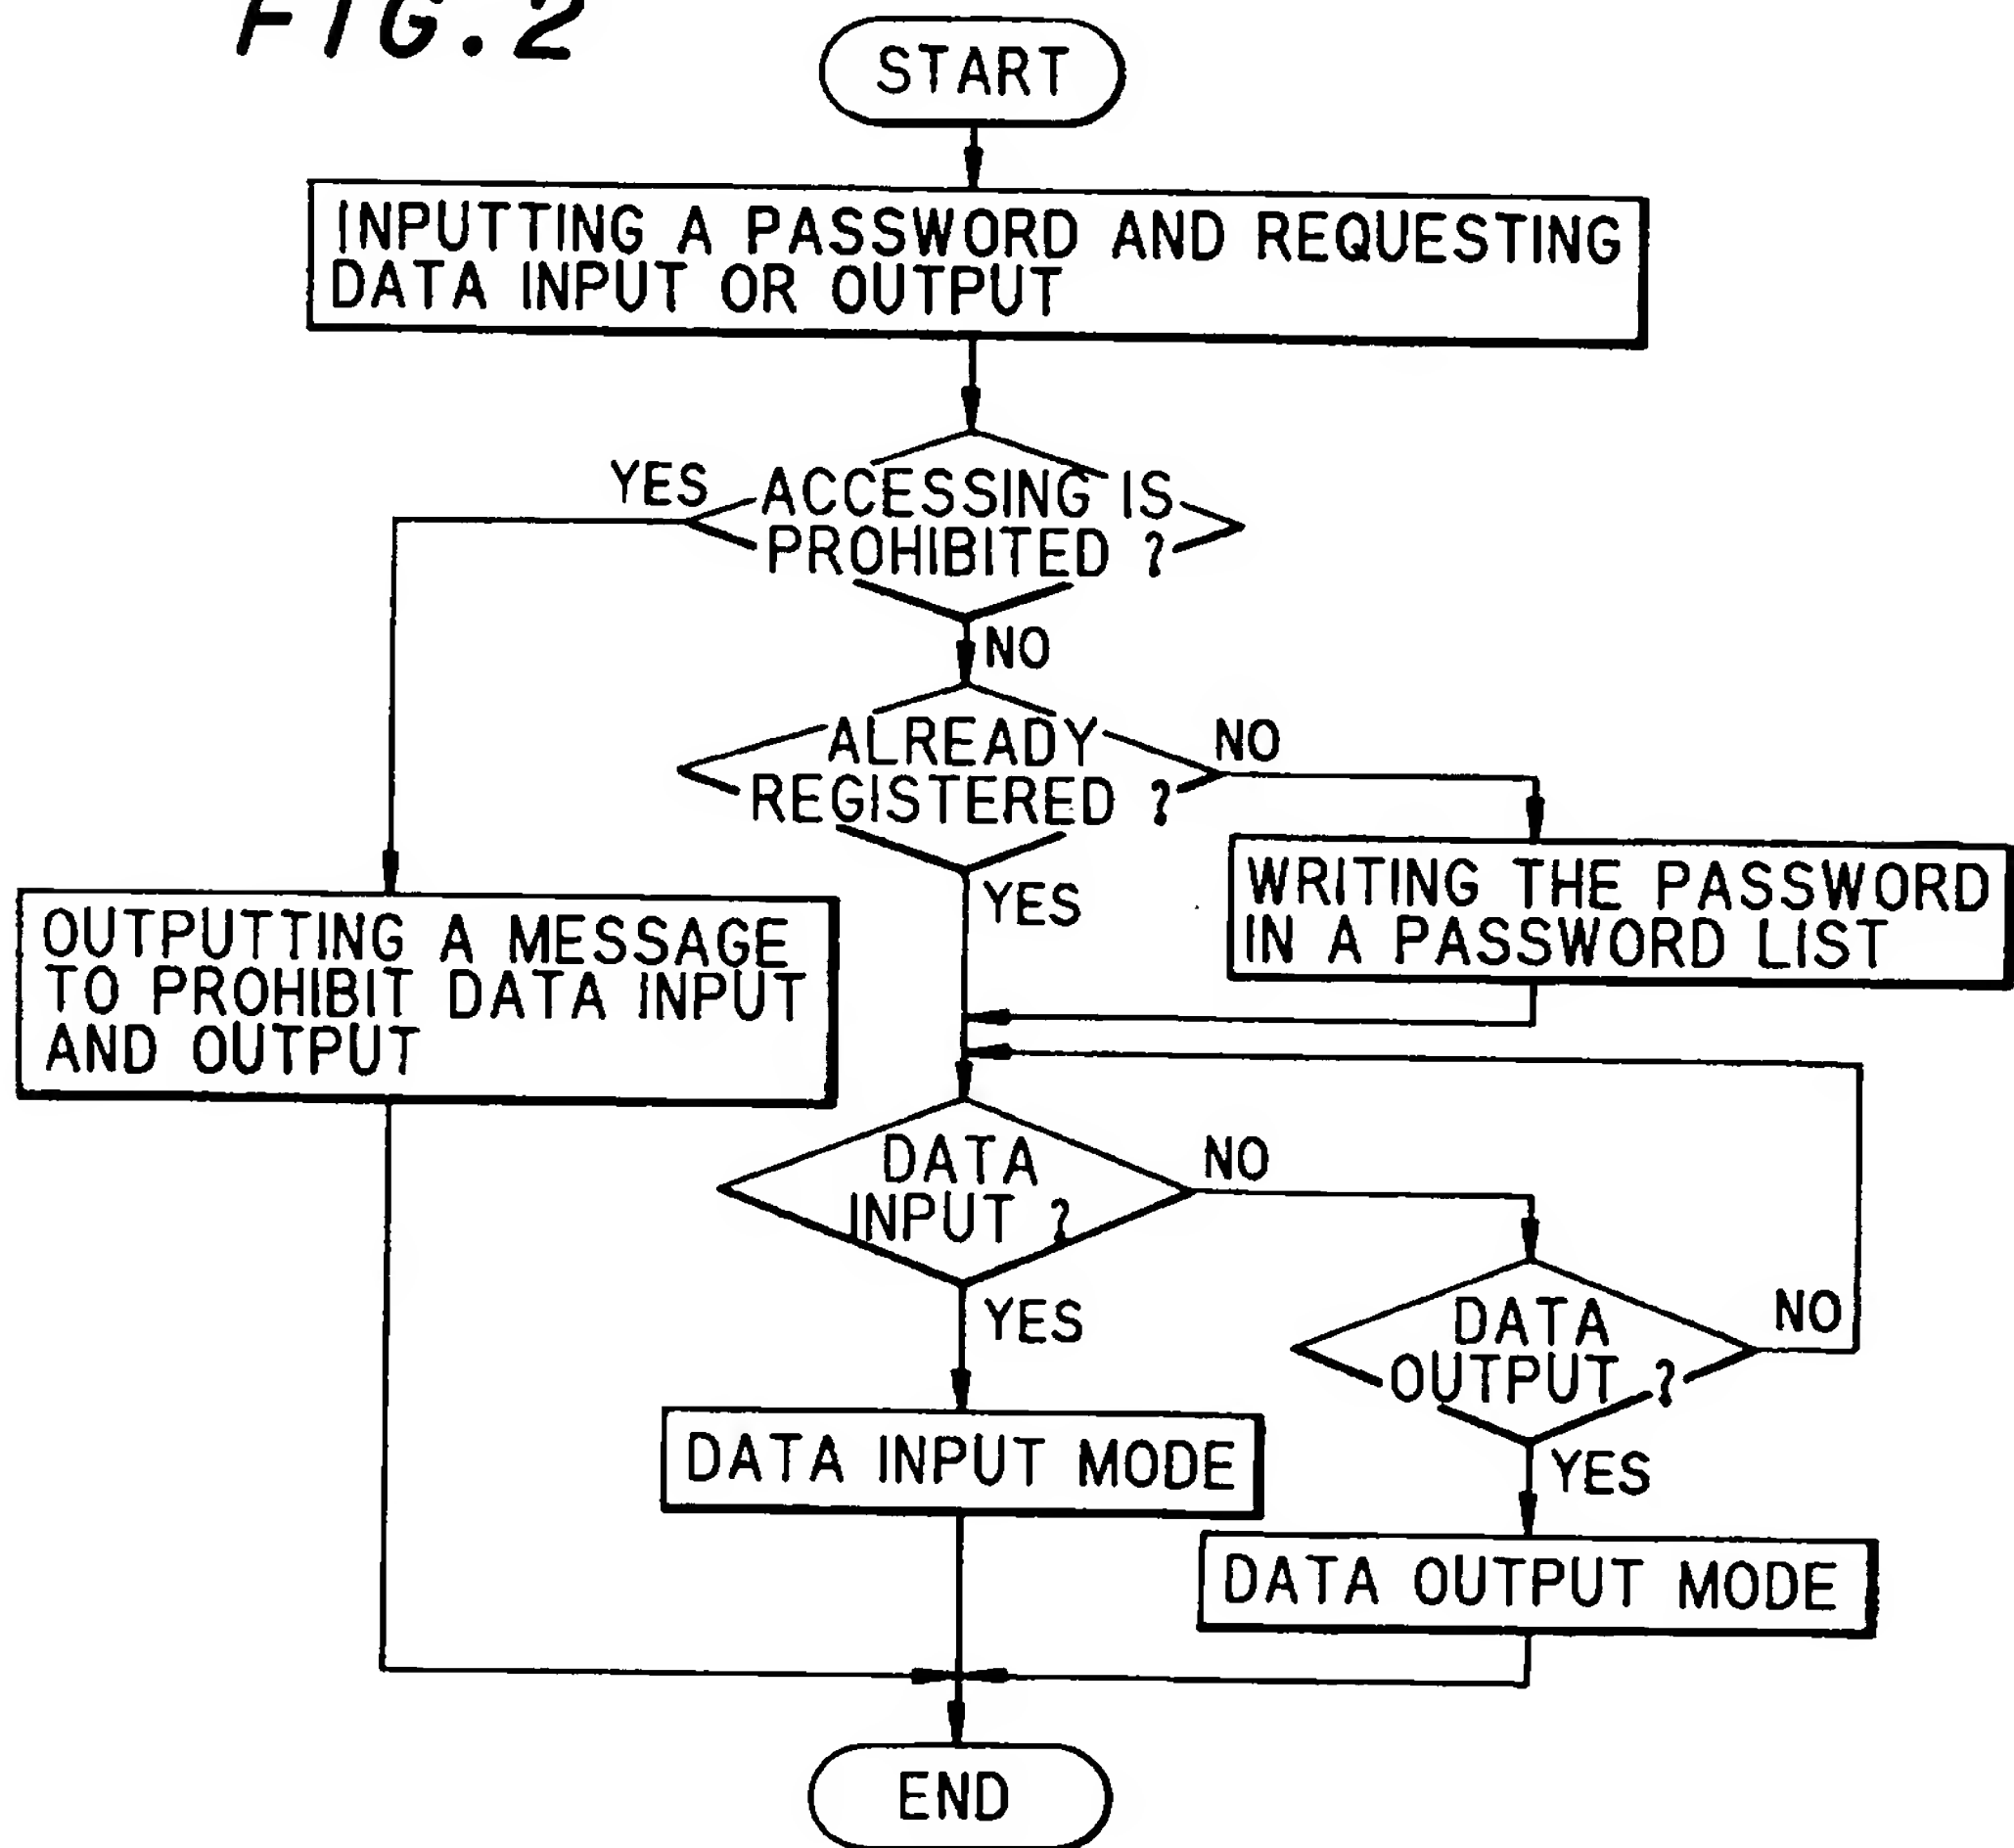 FIG.2
START
INPUTTING A PASSWORD AND REQUESTING
DATA INPUT OR OUTPUT
YES
ACCESSING IS
PROHIBITED ?
NO
ALREADY
REGISTERED ?
NO
YES
WRITING THE PASSWORD
IN A PASSWORD LIST
OUTPUTTING A MESSAGE
TO PROHIBIT DATA INPUT
AND OUTPUT
DATA
INPUT ?
NO
YES
DATA
OUTPUT ?
NO
YES
DATA INPUT MODE
DATA OUTPUT MODE
END